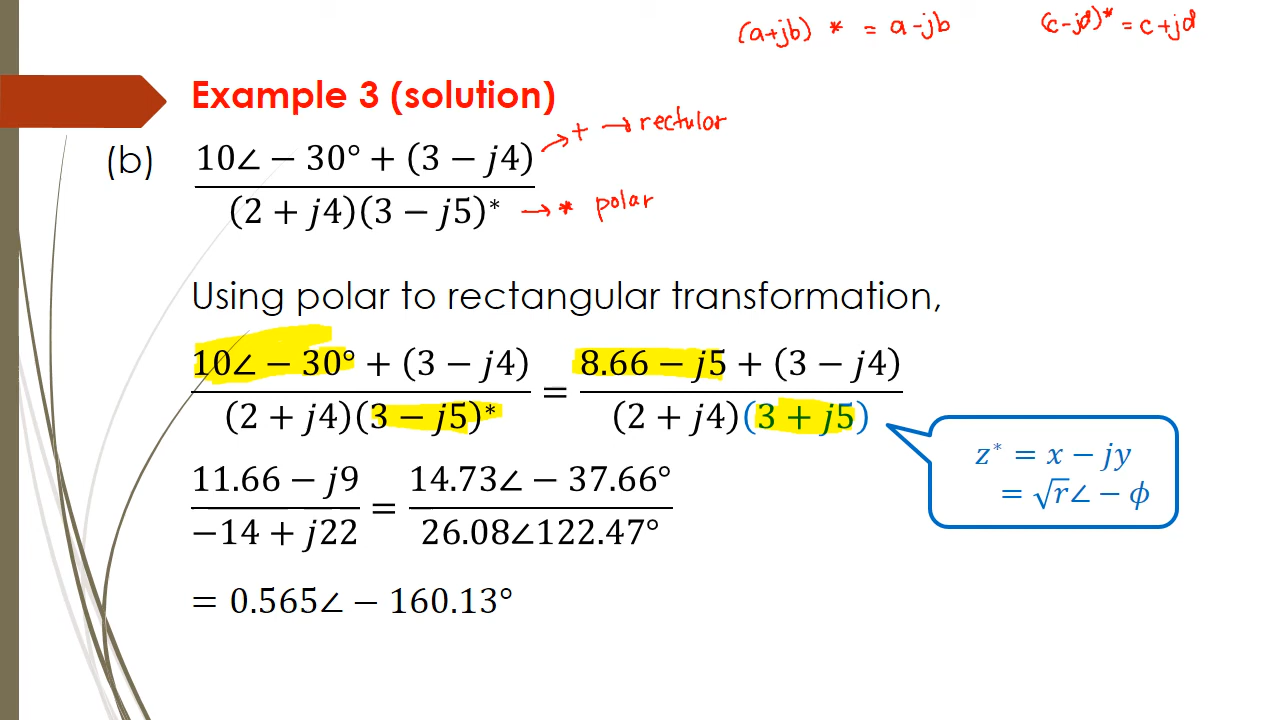 (a+jb) * = a-jb (c-jd)* = c+jd
Example 3 (solution)
(b) 10∠ − 30° + (3 − j4) → + → rectular
(2 + j4)(3 − j5)* → * polar
Using polar to rectangular transformation,
10∠ − 30° + (3 − j4) = 8.66 − j5 + (3 − j4)
(2 + j4)(3 − j5)* (2 + j4)(3 + j5)
z* = x − jy
= √r∠ − ϕ
11.66 − j9 = 14.73∠ − 37.66°
−14 + j22 26.08∠122.47°
= 0.565∠ − 160.13°